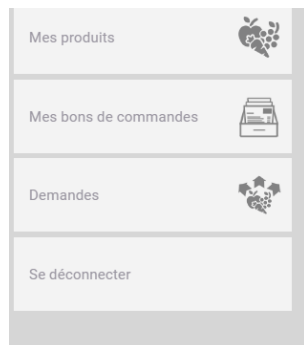 Mes produits
Mes bons de commandes
Demandes
Se déconnecter